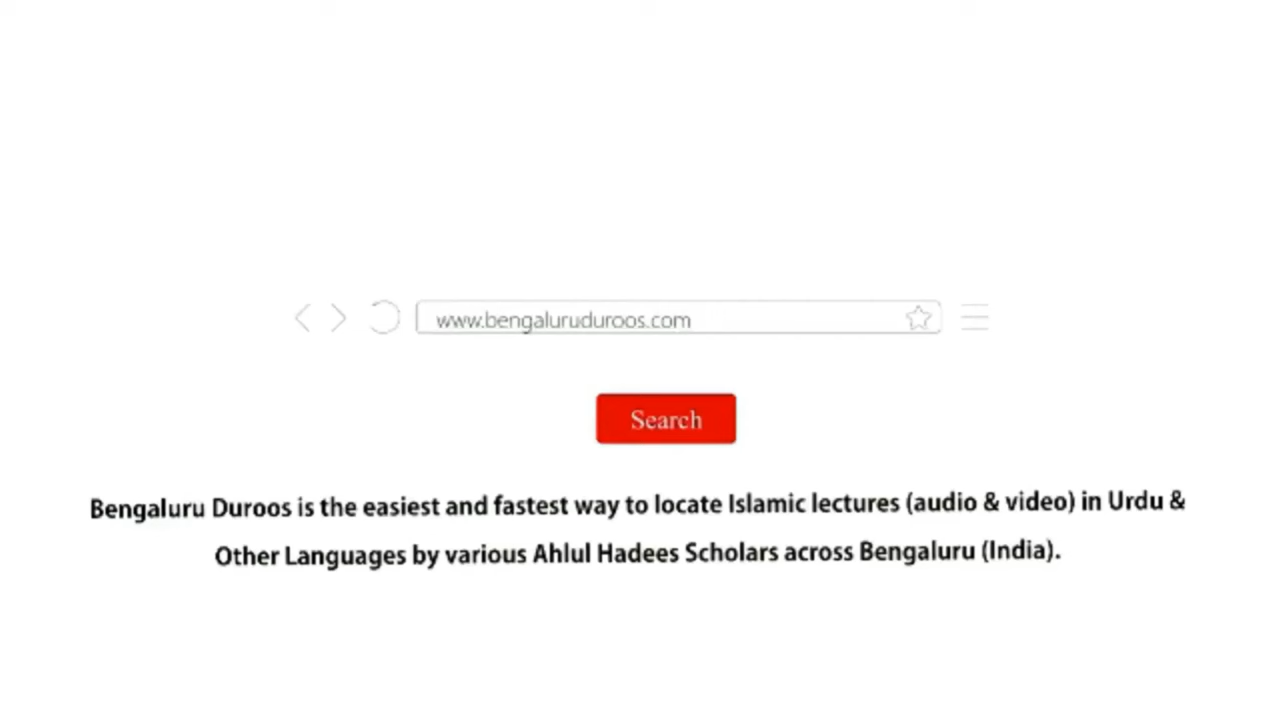 www.bengaluruduroos.com
Search
Bengaluru Duroos is the easiest and fastest way to locate Islamic lectures (audio & video) in Urdu &
Other Languages by various Ahlul Hadees Scholars across Bengaluru (India).